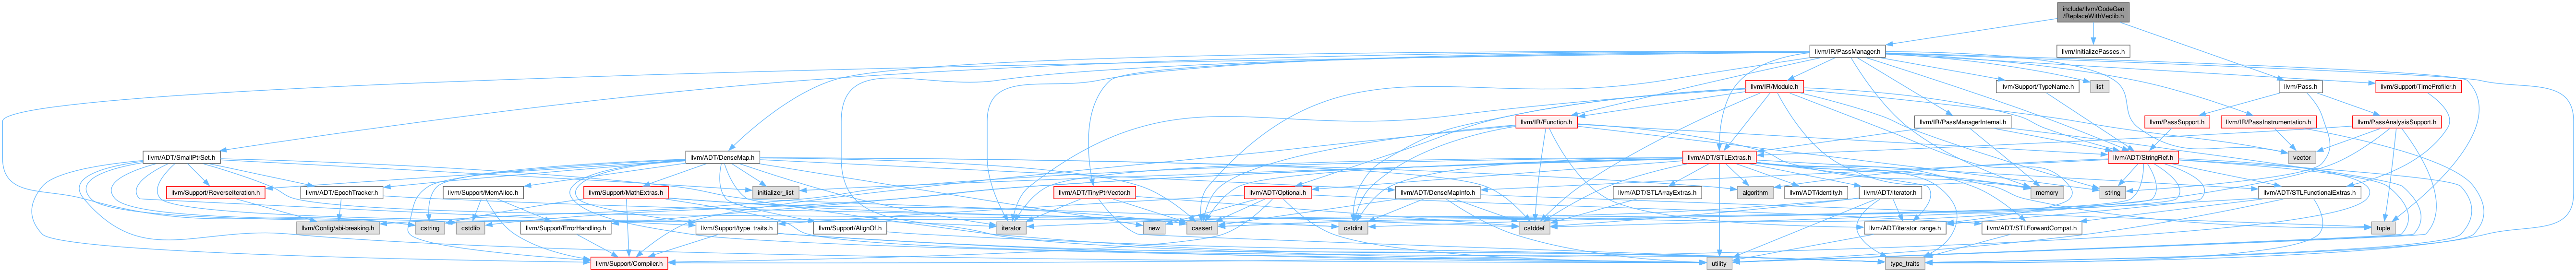 include/llvm/CodeGen
/ReplaceWithVeclib.h
llvm/IR/PassManager.h
llvm/InitializePasses.h
llvm/IR/Module.h
llvm/Support/TypeName.h
list
llvm/Pass.h
llvm/Support/TimeProfiler.h
llvm/IR/Function.h
llvm/IR/PassManagerInternal.h
llvm/PassSupport.h
llvm/IR/PassInstrumentation.h
llvm/PassAnalysisSupport.h
llvm/ADT/SmallPtrSet.h
llvm/ADT/DenseMap.h
llvm/ADT/STLExtras.h
llvm/ADT/StringRef.h
vector
llvm/Support/ReverseIteration.h
llvm/ADT/EpochTracker.h
llvm/Support/MemAlloc.h
llvm/Support/MathExtras.h
initializer_list
llvm/ADT/TinyPtrVector.h
llvm/ADT/Optional.h
llvm/ADT/DenseMapInfo.h
llvm/ADT/STLArrayExtras.h
algorithm
llvm/ADT/identity.h
llvm/ADT/iterator.h
memory
string
llvm/ADT/STLFunctionalExtras.h
llvm/Config/abi-breaking.h
cstring
cstdlib
llvm/Support/ErrorHandling.h
llvm/Support/type_traits.h
llvm/Support/AlignOf.h
iterator
new
cassert
cstdint
cstddef
llvm/ADT/iterator_range.h
llvm/ADT/STLForwardCompat.h
tuple
llvm/Support/Compiler.h
utility
type_traits